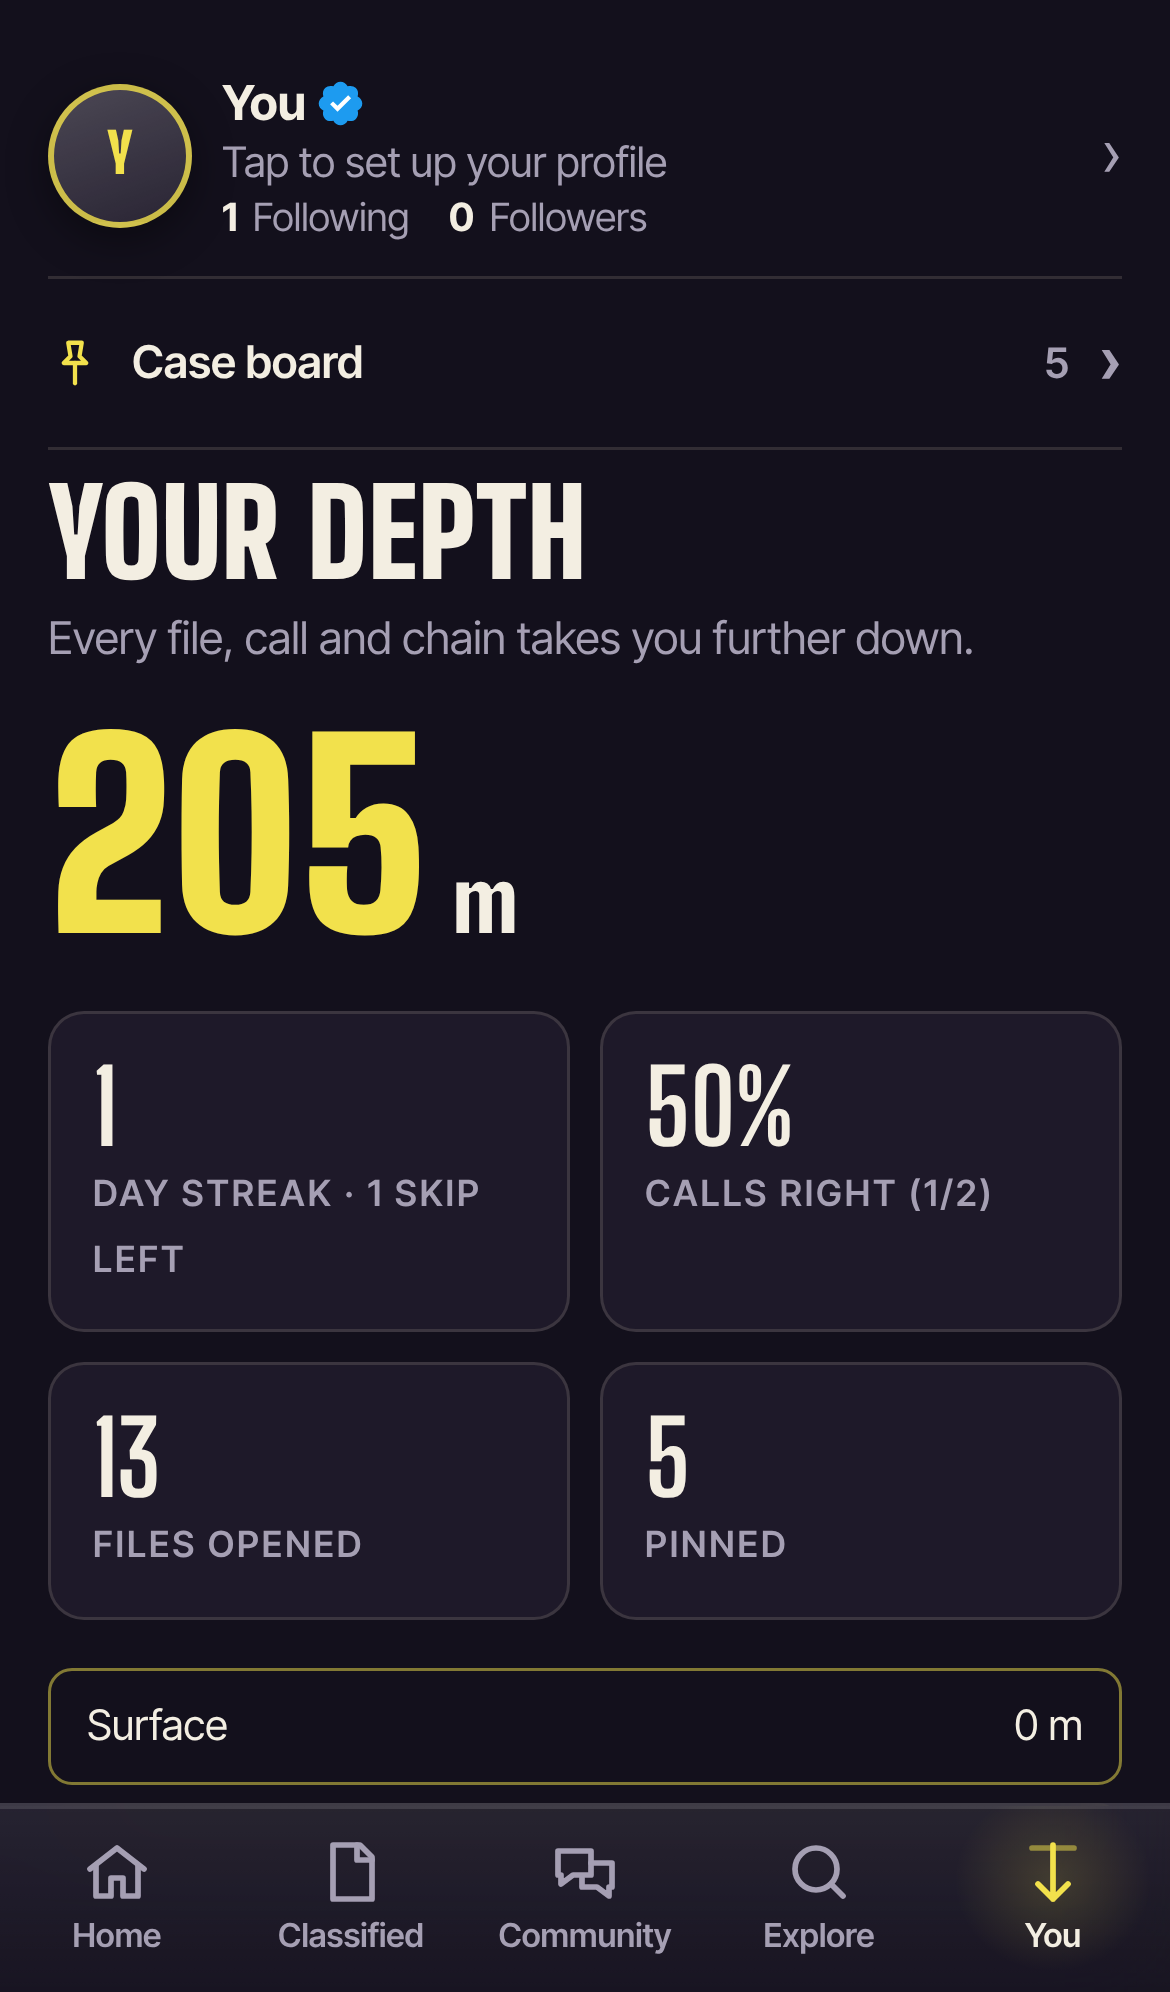 Y
You
Tap to set up your profile
1 Following 0 Followers
Case board 5
YOUR DEPTH
Every file, call and chain takes you further down.
205 m
1
DAY STREAK · 1 SKIP
LEFT
50%
CALLS RIGHT (1/2)
13
FILES OPENED
5
PINNED
Surface 0 m
Home Classified Community Explore You